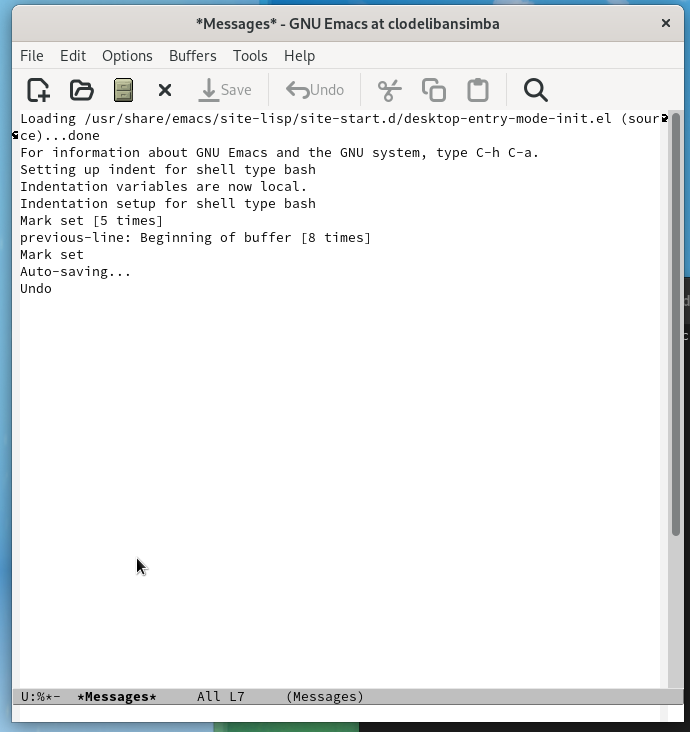 *Messages* - GNU Emacs at clodelibansimba
File Edit Options Buffers Tools Help
Save Undo
Loading /usr/share/emacs/site-lisp/site-start.d/desktop-entry-mode-init.el (sour
ce)...done
For information about GNU Emacs and the GNU system, type C-h C-a.
Setting up indent for shell type bash
Indentation variables are now local.
Indentation setup for shell type bash
Mark set [5 times]
previous-line: Beginning of buffer [8 times]
Mark set
Auto-saving...
Undo
U:%*- *Messages* All L7 (Messages)